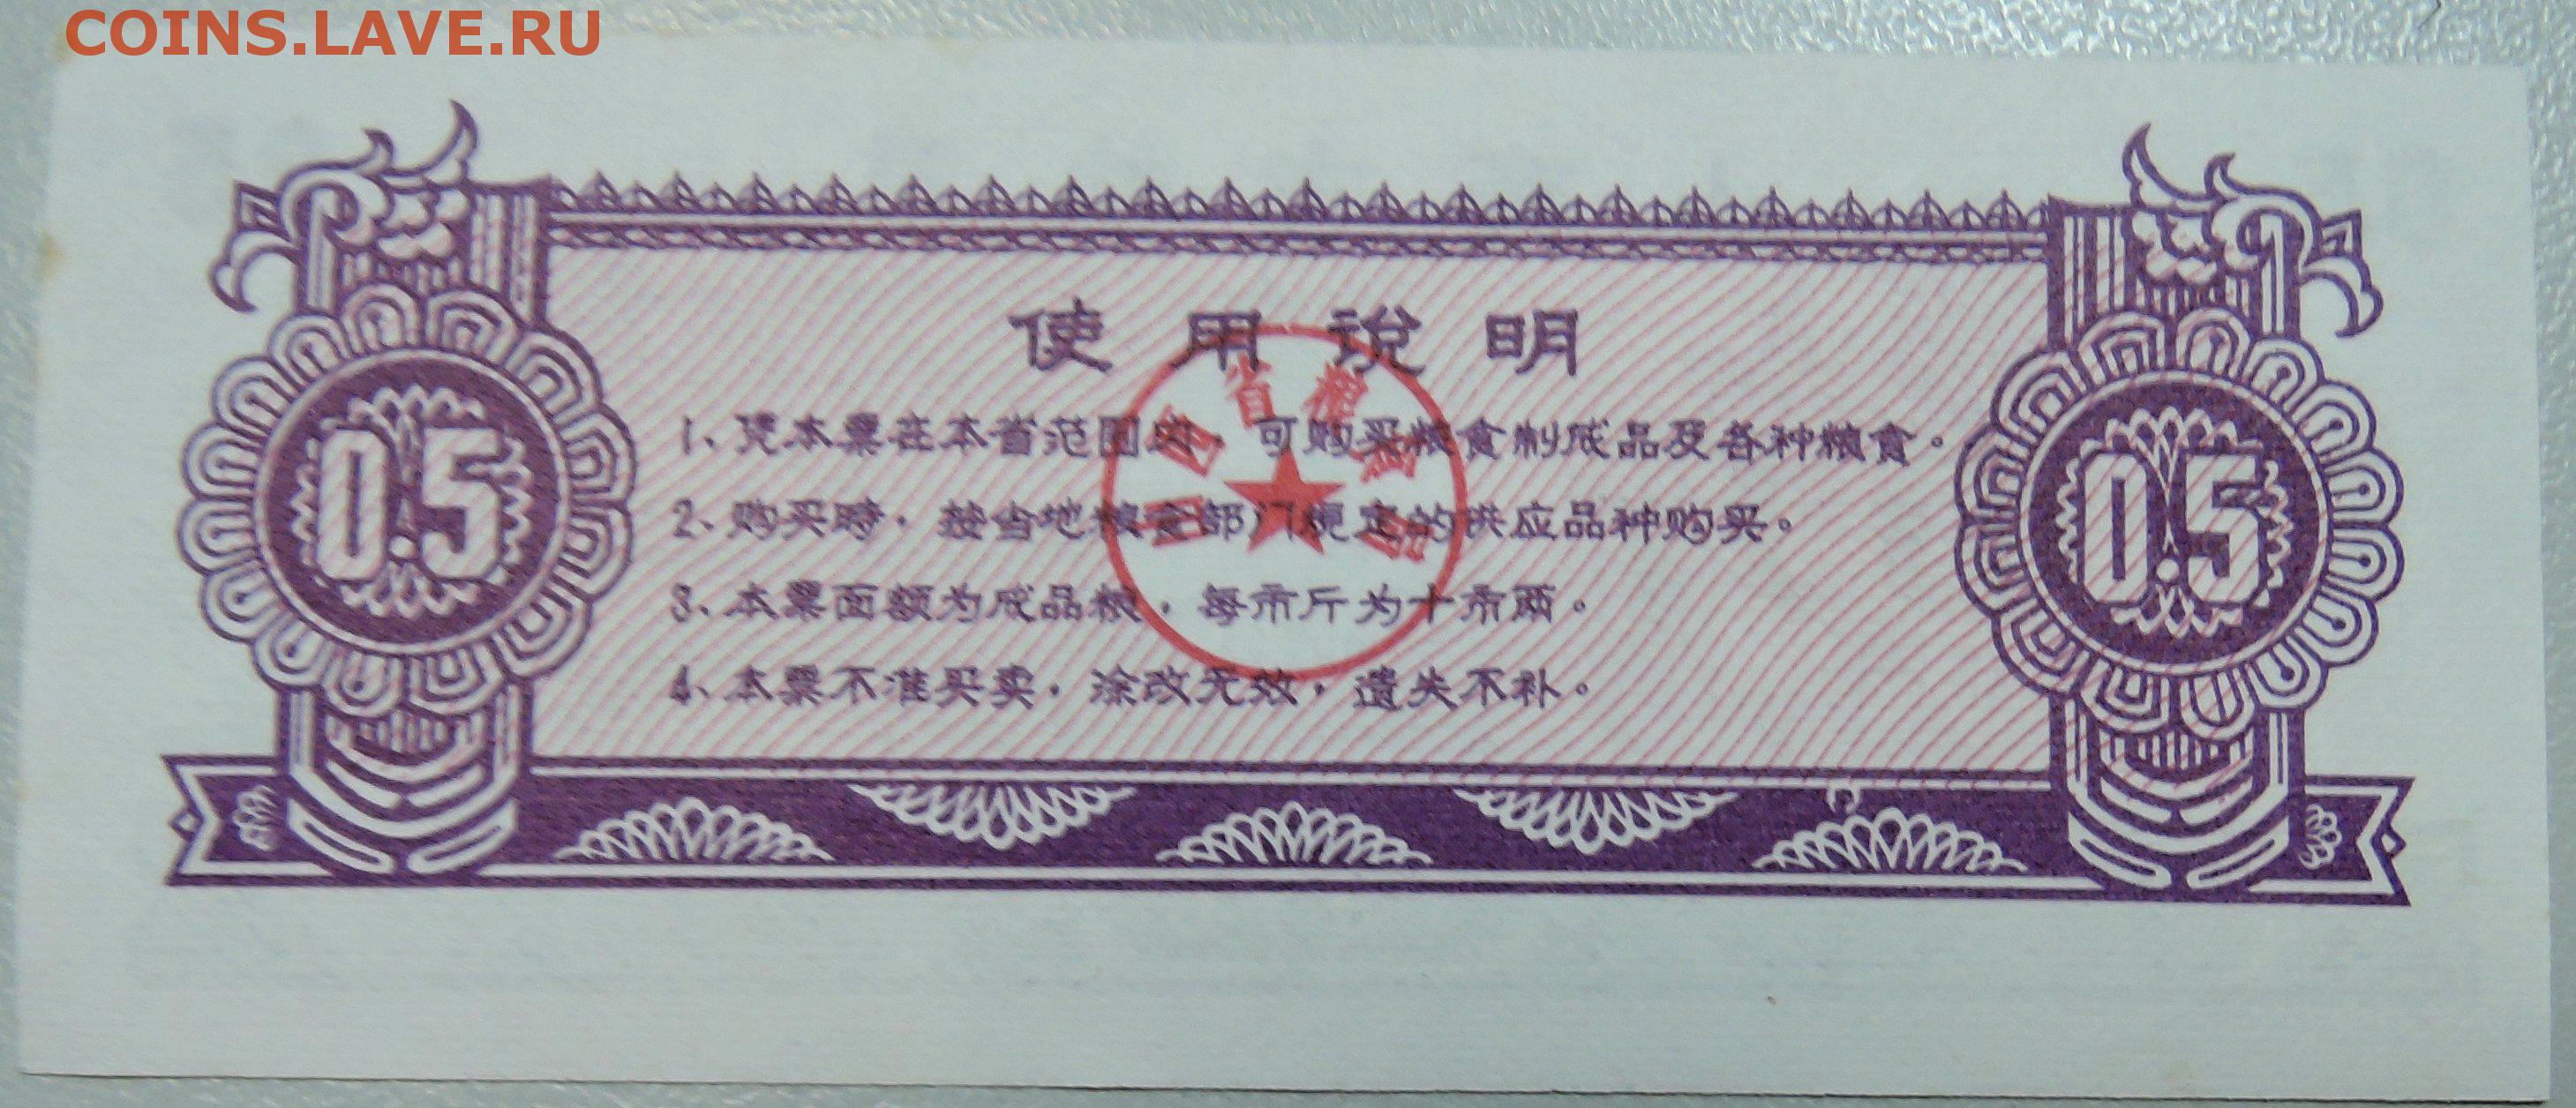 COINS.LAVE.RU
使用说明
1、凭本票在本省范围内，可购买粮食制成品及各种粮食。
2、购买时，按当地粮食部门规定的供应品种购买。
3、本票面额为成品粮，每市斤为十市两。
4、本票不准买卖，涂改无效，遗失不补。
0.5
0.5
省粮